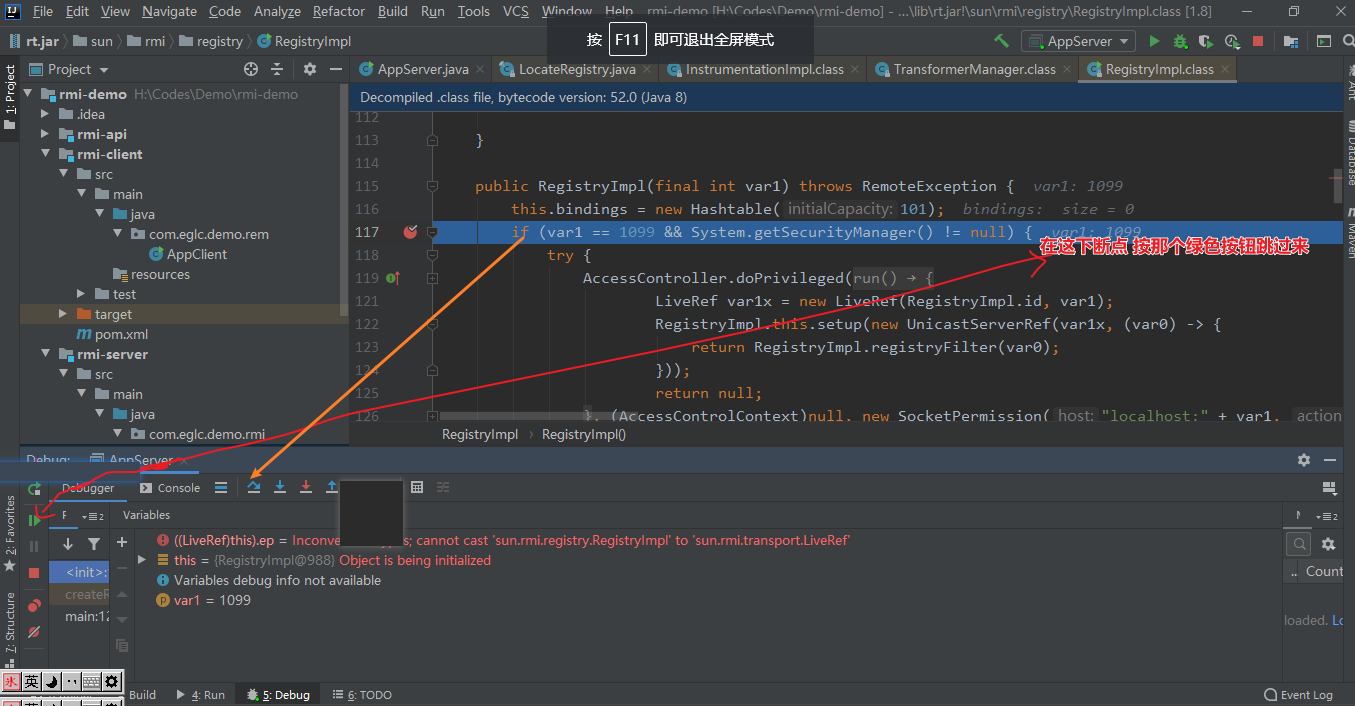 File Edit View Navigate Code Analyze Refactor Build Run Tools VCS Window Help rmi-demo [H:\Codes\Demo\rmi-demo] - ...\lib\rt.jar!\sun\rmi\registry\RegistryImpl.class [1.8]
按 F11 即可退出全屏模式
rt.jar sun rmi registry RegistryImpl AppServer
Project AppServer.java LocateRegistry.java InstrumentationImpl.class TransformerManager.class RegistryImpl.class
1: Project
Ant
Database
Maven
rmi-demo H:\Codes\Demo\rmi-demo
.idea
rmi-api
rmi-client
src
main
java
com.eglc.demo.rem
AppClient
resources
test
target
pom.xml
rmi-server
src
main
java
com.eglc.demo.rmi
Decompiled .class file, bytecode version: 52.0 (Java 8)
112
113 }
114
115 public RegistryImpl(final int var1) throws RemoteException { var1: 1099
116 this.bindings = new Hashtable( initialCapacity: 101); bindings: size = 0
117 if (var1 == 1099 && System.getSecurityManager() != null) { var1: 1099
在这下断点 按那个绿色按钮跳过来
118 try {
119 AccessController.doPrivileged( run() → {
121 LiveRef var1x = new LiveRef(RegistryImpl.id, var1);
122 RegistryImpl.this.setup(new UnicastServerRef(var1x, (var0) -> {
123 return RegistryImpl.registryFilter(var0);
124 }));
125 return null;
126 }, (AccessControlContext)null, new SocketPermission( host: "localhost:" + var1, action
RegistryImpl RegistryImpl()
Debug: AppServer
Debugger Console
2: Favorites
7: Structure
F 2 Variables
<init>:
createR
main:12
((LiveRef)this).ep = Inconve; cannot cast 'sun.rmi.registry.RegistryImpl' to 'sun.rmi.transport.LiveRef'
this = {RegistryImpl@988} Object is being initialized
Variables debug info not available
var1 = 1099
2
.. Count
loaded. Lo
英
Build 4: Run 5: Debug 6: TODO Event Log